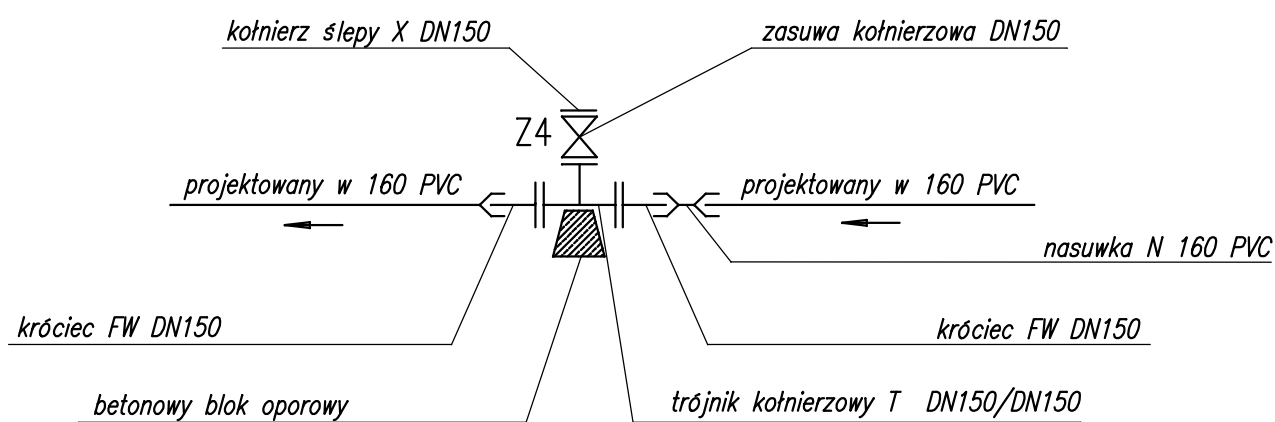 kołnierz ślepy X DN150
zasuwa kołnierzowa DN150
Z4
projektowany w 160 PVC
projektowany w 160 PVC
nasuwka N 160 PVC
króciec FW DN150
króciec FW DN150
betonowy blok oporowy
trójnik kołnierzowy T DN150/DN150